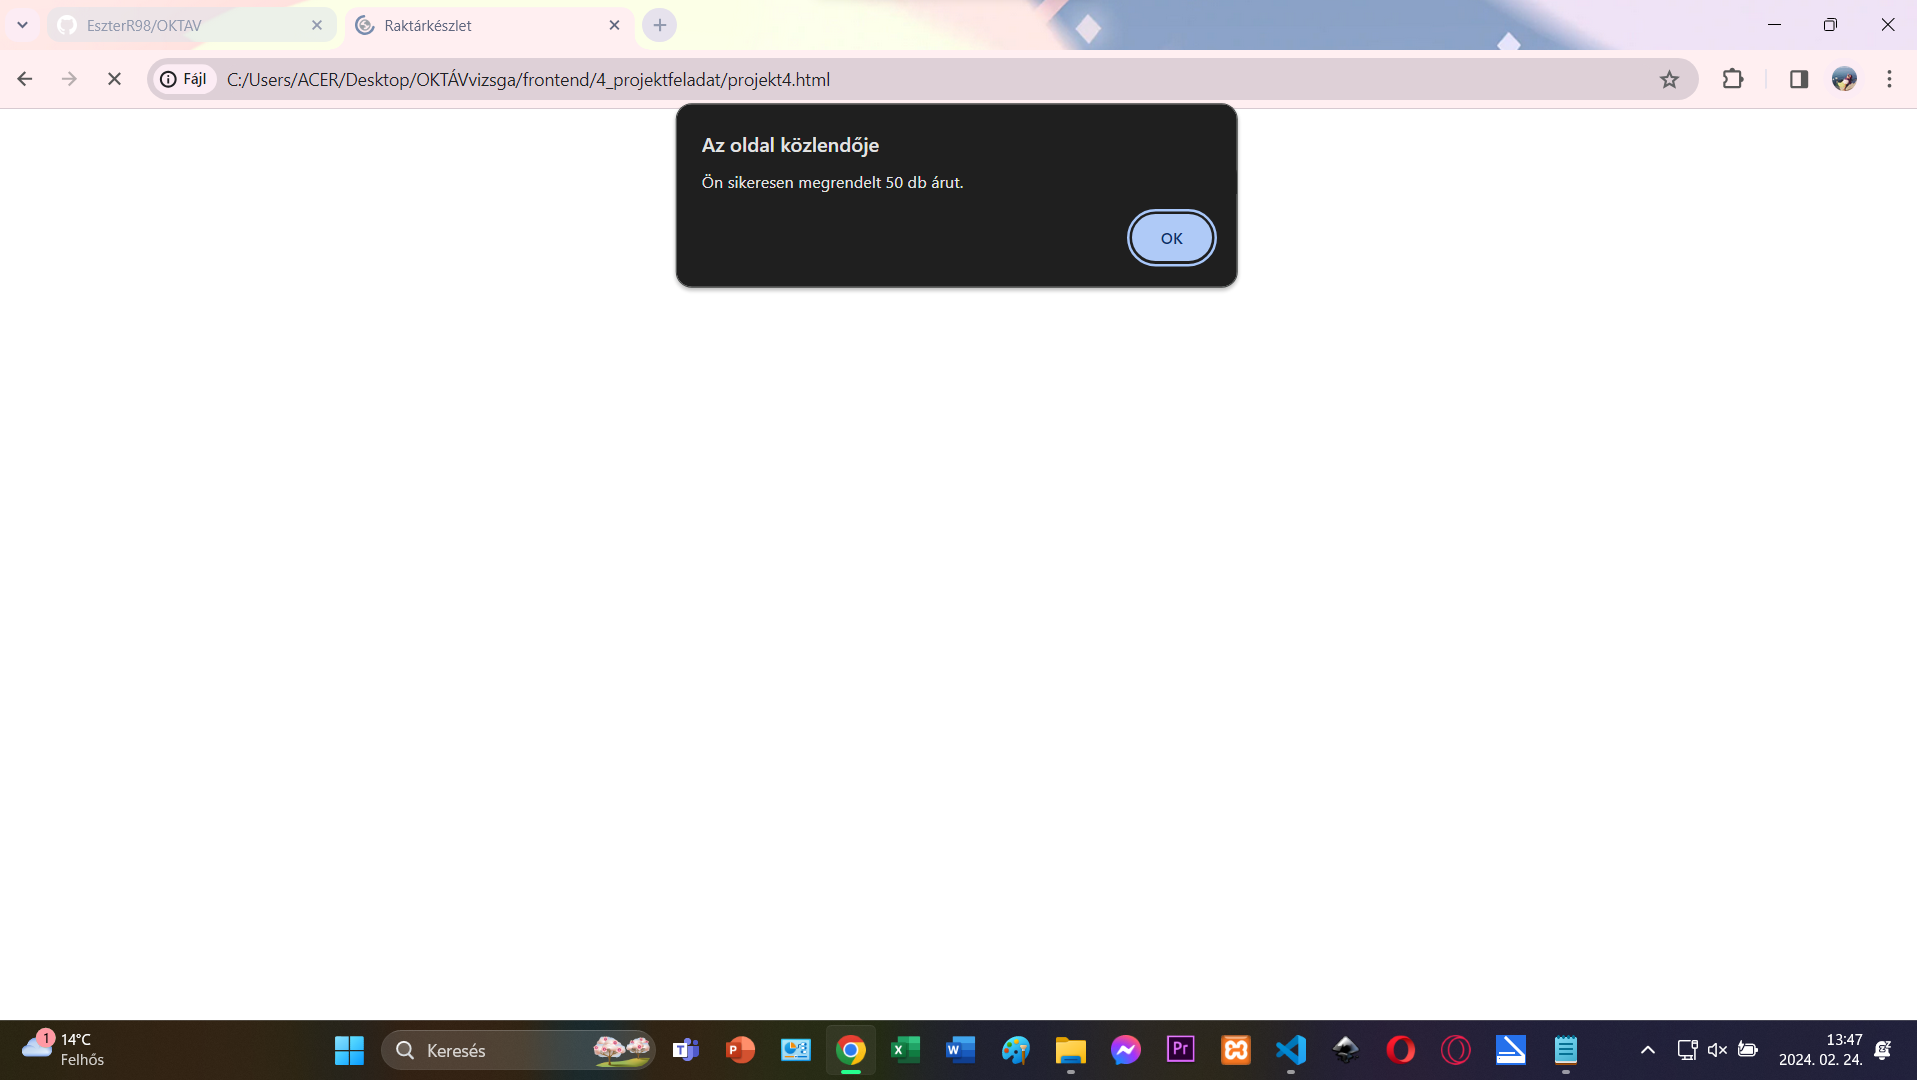 EszterR98/OKTAV
Raktárkészlet
Fájl
C:/Users/ACER/Desktop/OKTÁVvizsga/frontend/4_projektfeladat/projekt4.html
Az oldal közlendője
Ön sikeresen megrendelt 50 db árut.
OK
1
14°C
Felhős
Keresés
T
P
X
W
Pr
13:47
2024. 02. 24.